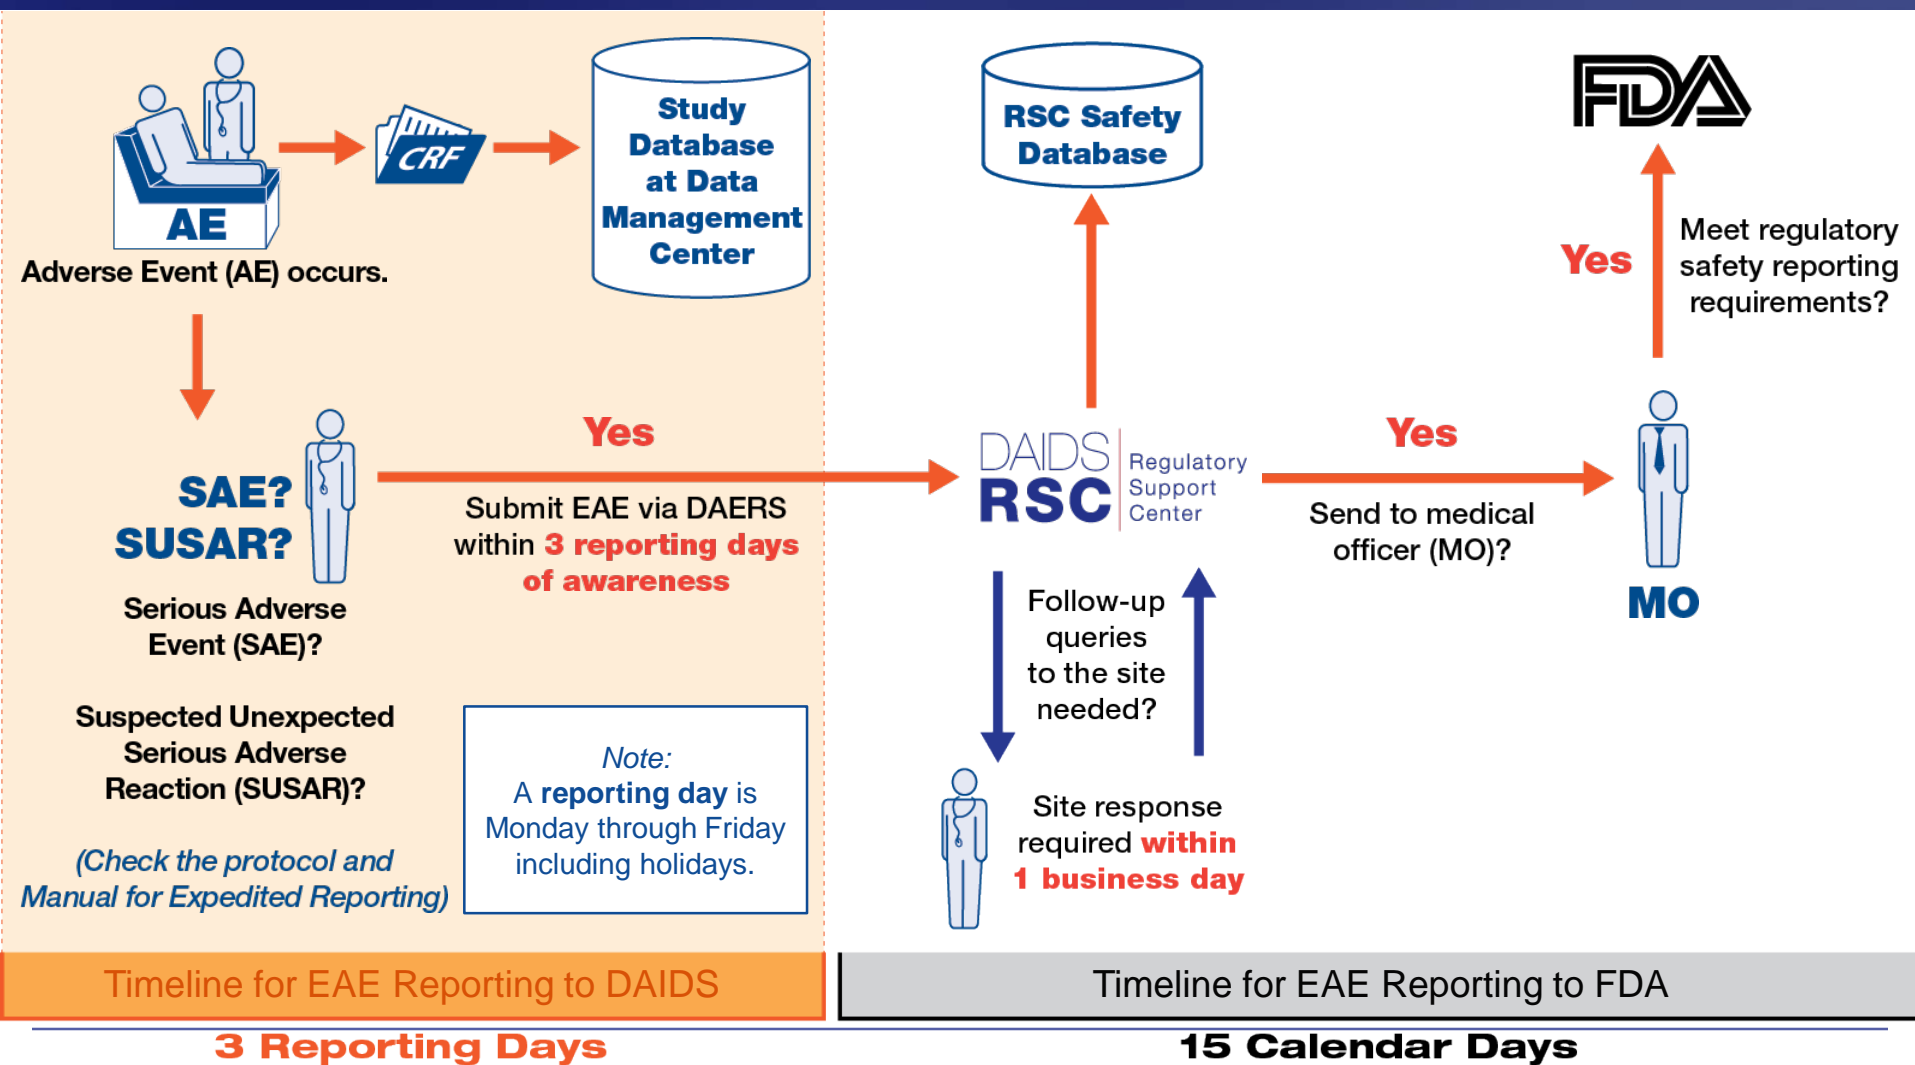 AE
Adverse Event (AE) occurs.
CRF
Study
Database
at Data
Management
Center
SAE?
SUSAR?
Serious Adverse
Event (SAE)?
Suspected Unexpected
Serious Adverse
Reaction (SUSAR)?
(Check the protocol and
Manual for Expedited Reporting)
Yes
Submit EAE via DAERS
within 3 reporting days
of awareness
Note:
A reporting day is
Monday through Friday
including holidays.
RSC Safety
Database
DAIDS
RSC
Regulatory
Support
Center
Follow-up
queries
to the site
needed?
Site response
required within
1 business day
Yes
Send to medical
officer (MO)?
MO
Yes
Meet regulatory
safety reporting
requirements?
FDA
Timeline for EAE Reporting to DAIDS
3 Reporting Days
Timeline for EAE Reporting to FDA
15 Calendar Days